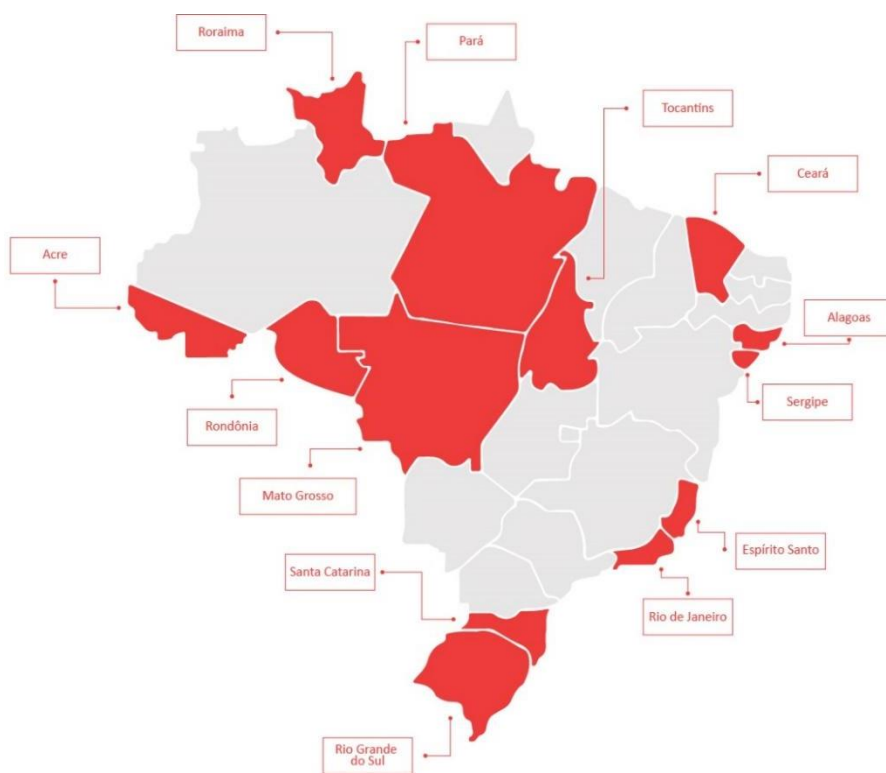 Roraima
Pará
Tocantins
Ceará
Acre
Alagoas
Sergipe
Rondônia
Mato Grosso
Espírito Santo
Santa Catarina
Rio de Janeiro
Rio Grande
do Sul